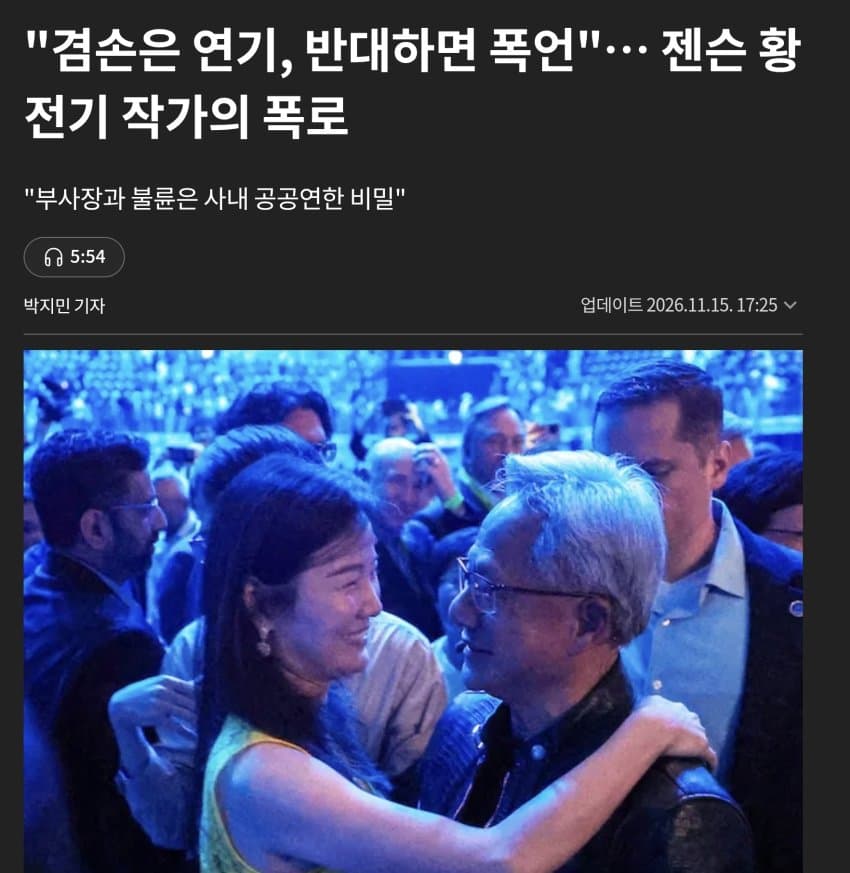 "겸손은 연기, 반대하면 폭언"… 젠슨 황
전기 작가의 폭로
"부사장과 불륜은 사내 공공연한 비밀"
5:54
박지민 기자
업데이트 2026.11.15. 17:25